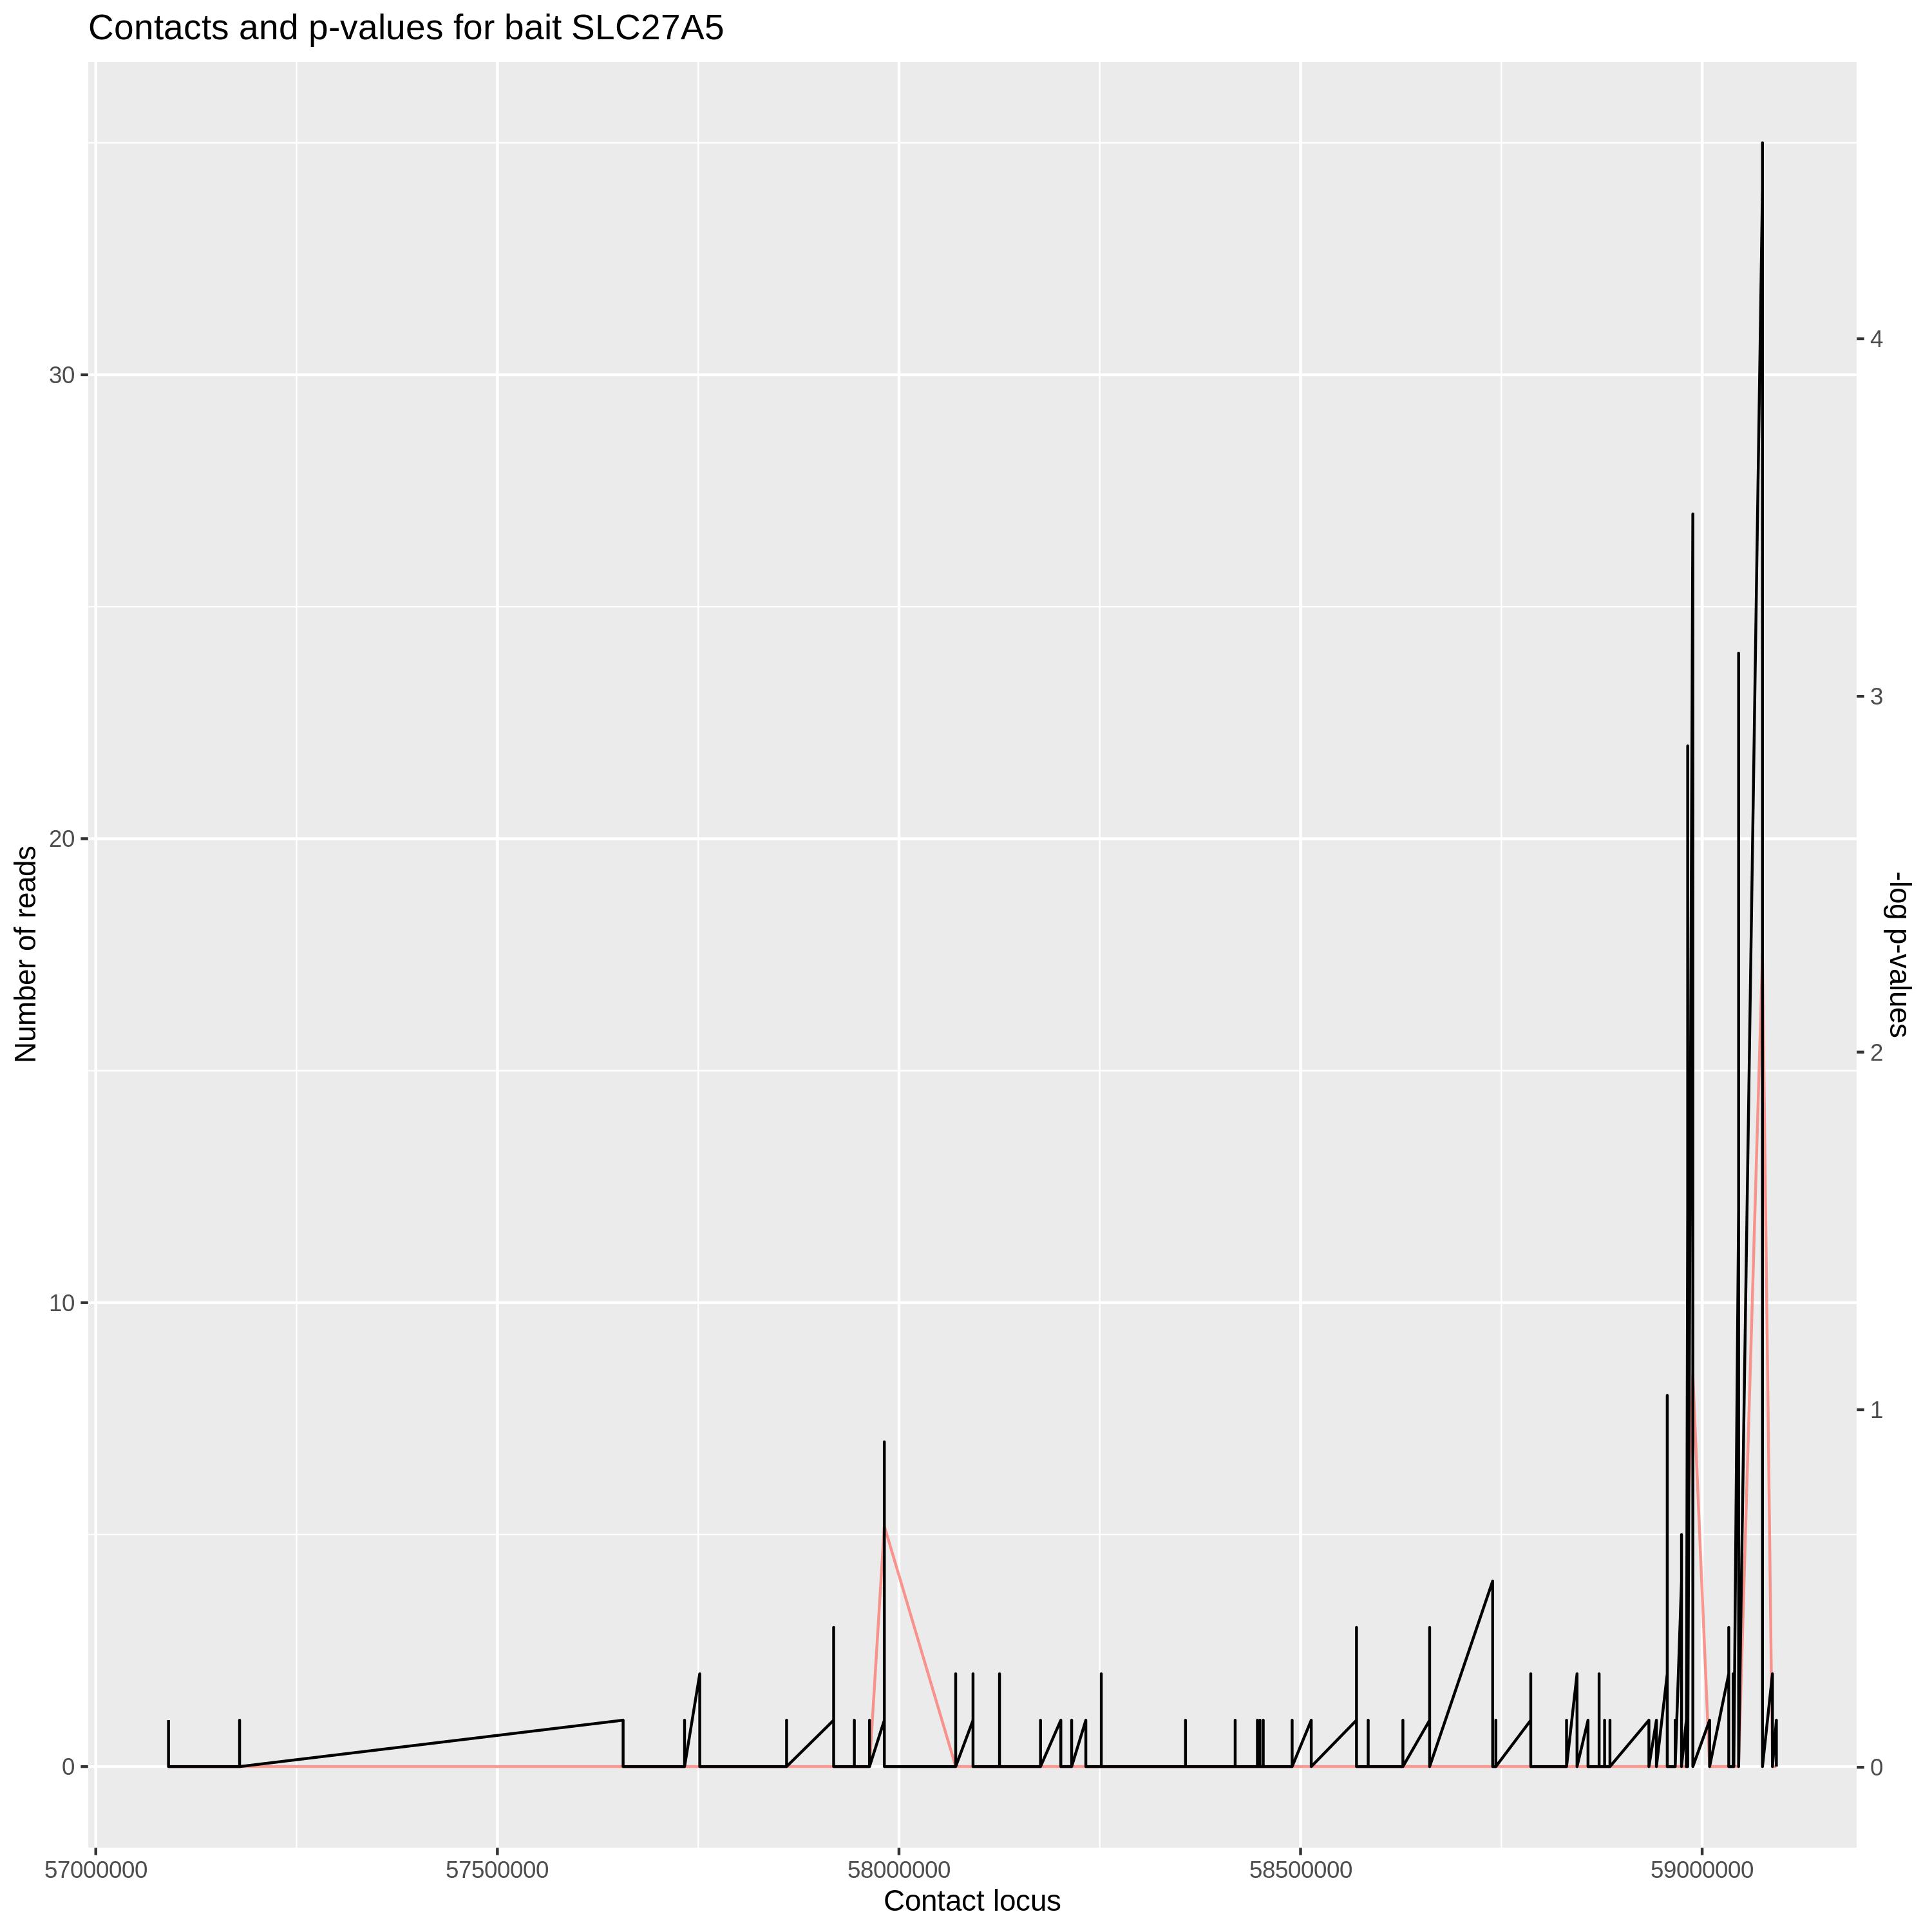 Contacts and p-values for bait SLC27A5
Number of reads
30
20
10
0
4
3
2
1
0
-log p-values
57000000 57500000 58000000 58500000 59000000
Contact locus